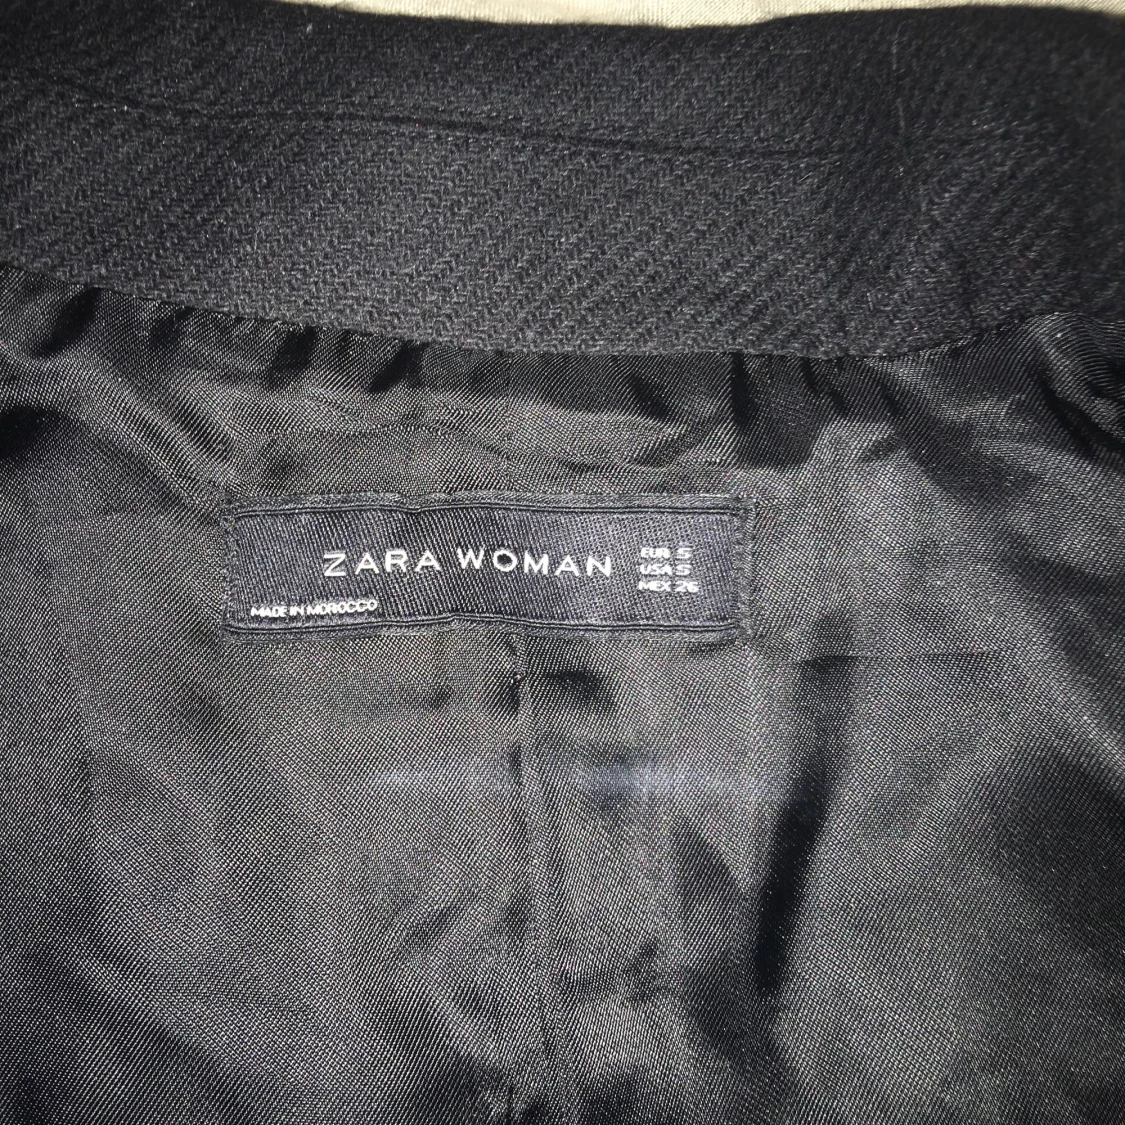 ZARA WOMAN
EUR S
USA S
MEX 26
MADE IN MOROCCO